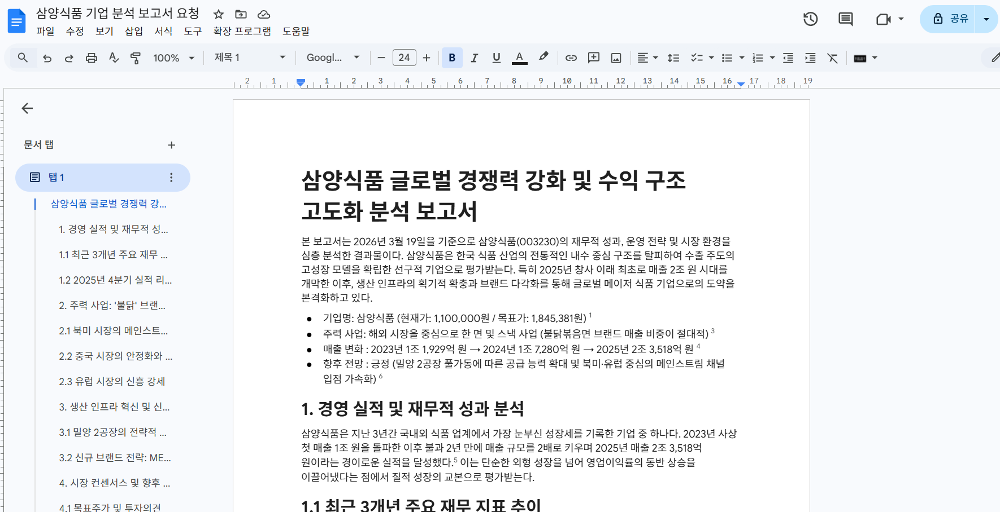 삼양식품 기업 분석 보고서 요청
파일 수정 보기 삽입 서식 도구 확장 프로그램 도움말
공유
100% 제목 1 Googl... 24 B I U A
2 1 1 2 3 4 5 6 7 8 9 10 11 12 13 14 15 16 17 18 19
문서 탭
탭 1
삼양식품 글로벌 경쟁력 강...
1. 경영 실적 및 재무적 성...
1.1 최근 3개년 주요 재무 ...
1.2 2025년 4분기 실적 리...
2. 주력 사업: '불닭' 브랜...
2.1 북미 시장의 메인스트...
2.2 중국 시장의 안정화와 ...
2.3 유럽 시장의 신흥 강세
3. 생산 인프라 혁신 및 신...
3.1 밀양 2공장의 전략적 ...
3.2 신규 브랜드 전략: ME...
4. 시장 컨센서스 및 향후 ...
4.1 목표주가 및 투자의견
삼양식품 글로벌 경쟁력 강화 및 수익 구조
고도화 분석 보고서
본 보고서는 2026년 3월 19일을 기준으로 삼양식품(003230)의 재무적 성과, 운영 전략 및 시장 환경을
심층 분석한 결과물이다. 삼양식품은 한국 식품 산업의 전통적인 내수 중심 구조를 탈피하여 수출 주도의
고성장 모델을 확립한 선구적 기업으로 평가받는다. 특히 2025년 창사 이래 최초로 매출 2조 원 시대를
개막한 이후, 생산 인프라의 획기적 확충과 브랜드 다각화를 통해 글로벌 메이저 식품 기업으로의 도약을
본격화하고 있다.
● 기업명: 삼양식품 (현재가: 1,100,000원 / 목표가: 1,845,381원) 1
● 주력 사업: 해외 시장을 중심으로 한 면 및 스낵 사업 (불닭볶음면 브랜드 매출 비중이 절대적) 3
● 매출 변화 : 2023년 1조 1,929억 원 → 2024년 1조 7,280억 원 → 2025년 2조 3,518억 원 4
● 향후 전망 : 긍정 (밀양 2공장 풀가동에 따른 공급 능력 확대 및 북미·유럽 중심의 메인스트림 채널
입점 가속화) 6
1. 경영 실적 및 재무적 성과 분석
삼양식품은 지난 3년간 국내외 식품 업계에서 가장 눈부신 성장세를 기록한 기업 중 하나다. 2023년 사상
첫 매출 1조 원을 돌파한 이후 불과 2년 만에 매출 규모를 2배로 키우며 2025년 매출 2조 3,518억
원이라는 경이로운 실적을 달성했다.5 이는 단순한 외형 성장을 넘어 영업이익률의 동반 상승을
이끌어냈다는 점에서 질적 성장의 교본으로 평가받는다.
1.1 최근 3개년 주요 재무 지표 추이